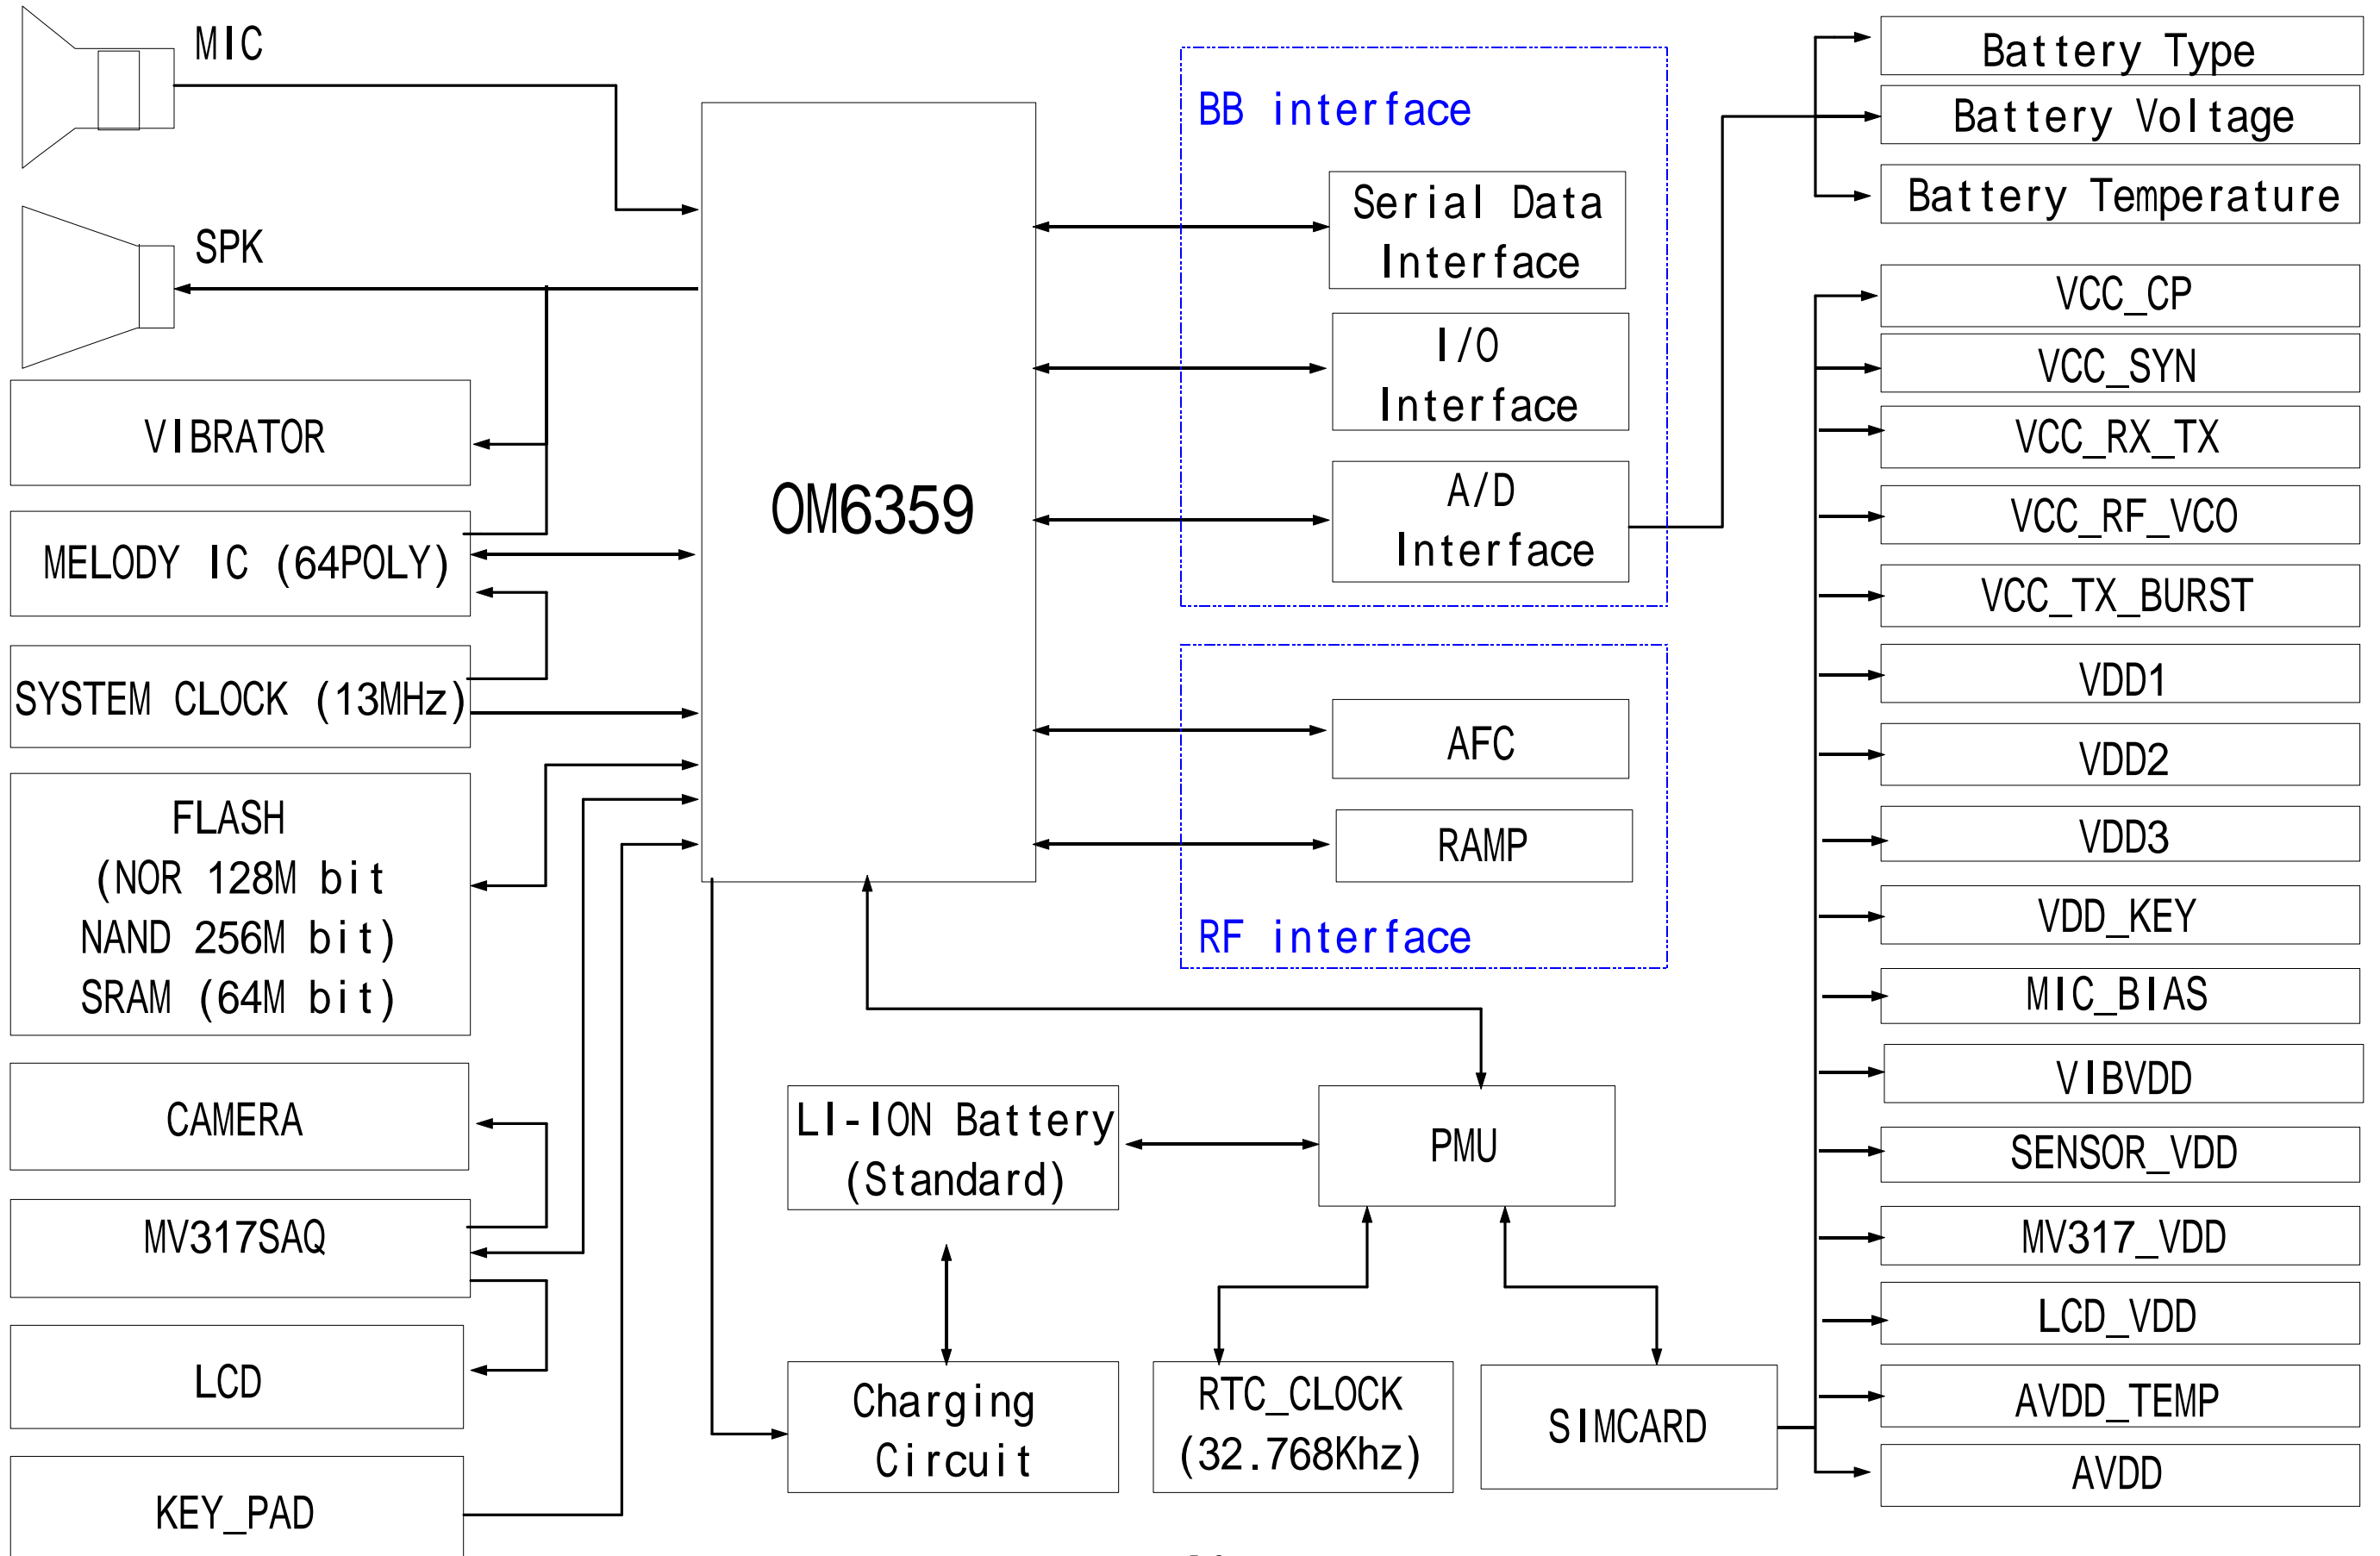 MIC
SPK
VIBRATOR
MELODY IC (64POLY)
SYSTEM CLOCK (13MHz)
FLASH
(NOR 128M bit
NAND 256M bit)
SRAM (64M bit)
CAMERA
MV317SAQ
LCD
KEY_PAD
OM6359
BB interface
Serial Data
Interface
I/O
Interface
A/D
Interface
AFC
RAMP
RF interface
LI-ION Battery
(Standard)
PMU
Charging
Circuit
RTC_CLOCK
(32.768Khz)
SIMCARD
Battery Type
Battery Voltage
Battery Temperature
VCC_CP
VCC_SYN
VCC_RX_TX
VCC_RF_VCO
VCC_TX_BURST
VDD1
VDD2
VDD3
VDD_KEY
MIC_BIAS
VIBVDD
SENSOR_VDD
MV317_VDD
LCD_VDD
AVDD_TEMP
AVDD